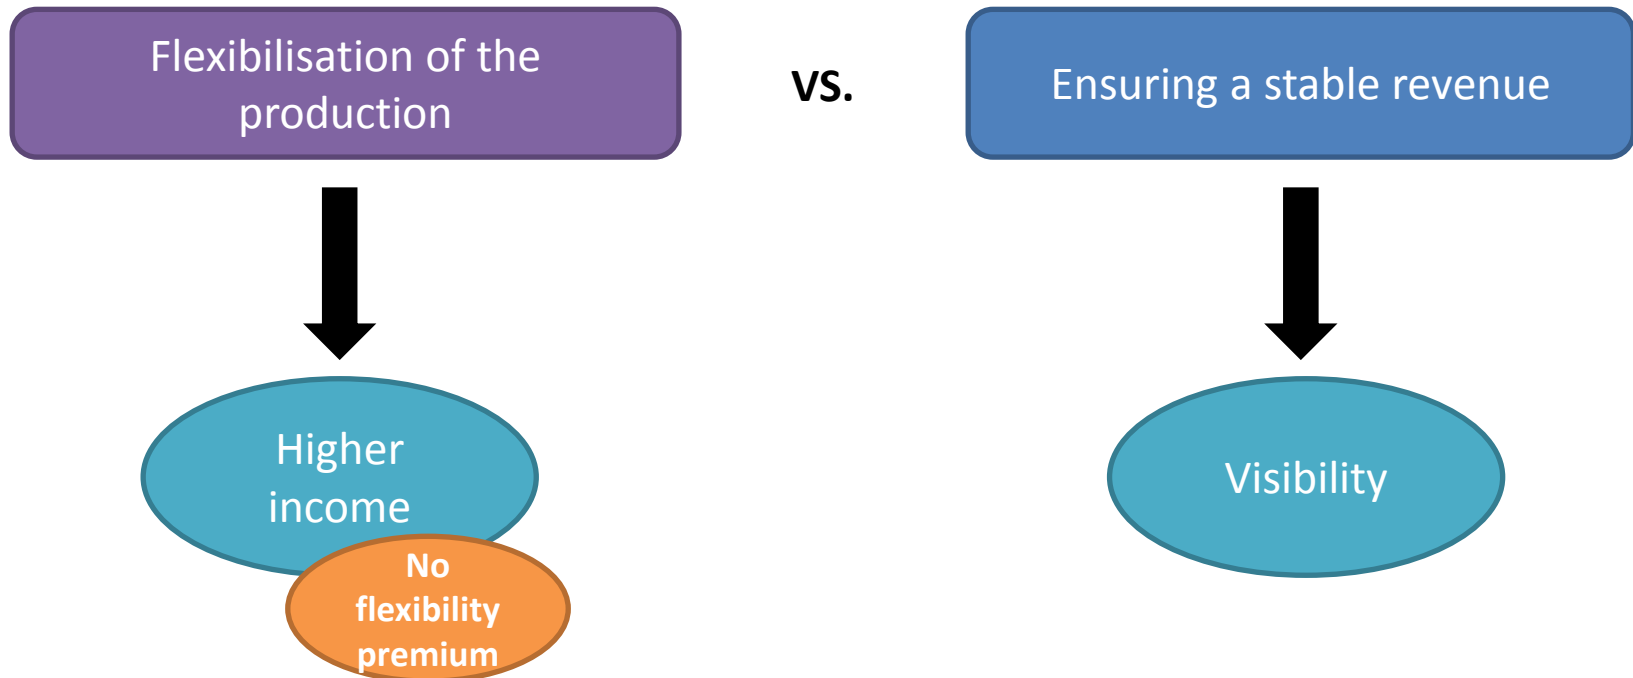 Flexibilisation of the
production
VS.
Ensuring a stable revenue
Higher
income
No
flexibility
premium
Visibility